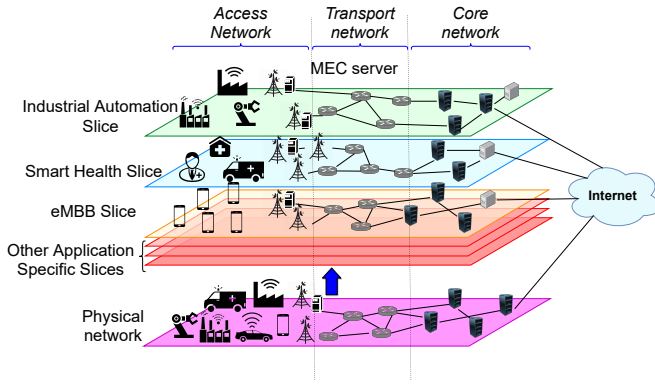 Access
Network
Transport
network
Core
network
MEC server
Industrial Automation
Slice
Smart Health Slice
eMBB Slice
Internet
Other Application
Specific Slices
Physical
network